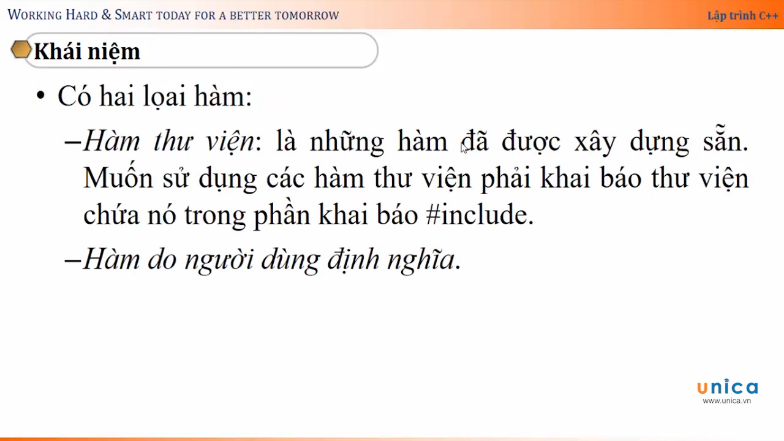 WORKING HARD & SMART TODAY FOR A BETTER TOMORROW
Lập trình C++
Khái niệm
• Có hai lọai hàm:
–Hàm thư viện: là những hàm đã được xây dựng sẵn.
Muốn sử dụng các hàm thư viện phải khai báo thư viện
chứa nó trong phần khai báo #include.
–Hàm do người dùng định nghĩa.
unica
www.unica.vn